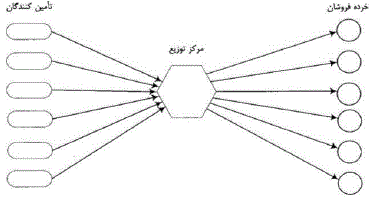 خرده فروشان
تأمین کنندگان
مرکز توزیع